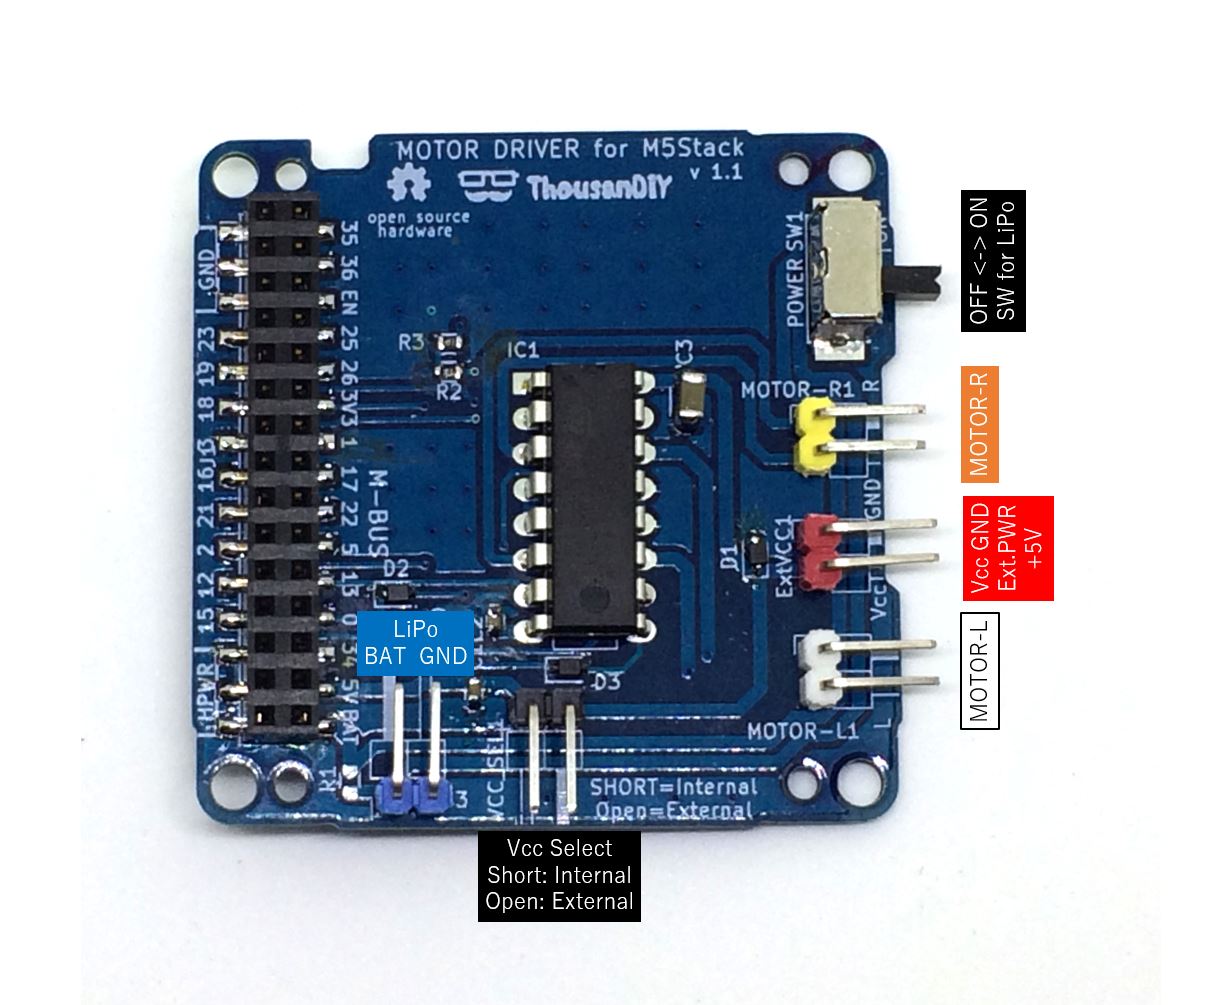 MOTOR DRIVER for M5Stack
v 1.1
ThousanDIY
open source
hardware
GND
23
19
18
16
21
2
12
15
HPWR
35
36
EN
25
26
3V3
1
17
22
5
13
0
34
5V
BAT
M-BUS
R3
R2
IC1
C3
POWER SW1
OFF <-> ON
SW for LiPo
MOTOR-R1
R
MOTOR-R
GND
D1
ExtVCC1
Vcc
Vcc GND
Ext.PWR
+5V
D2
LiPo
BAT GND
D3
MOTOR-L
MOTOR-L1
L
R1
3
SHORT=Internal
Open=External
Vcc Select
Short: Internal
Open: External